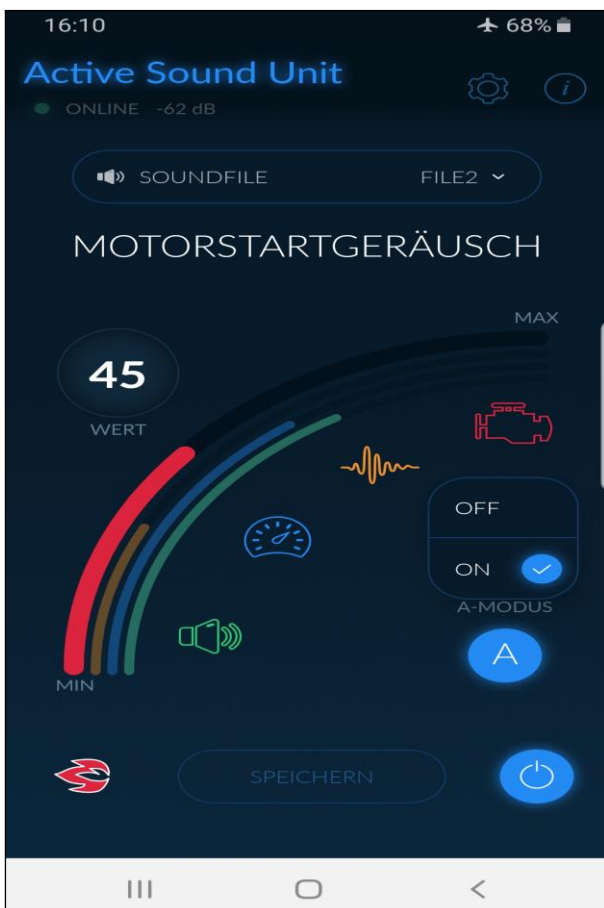 16:10 68%
Active Sound Unit
ONLINE -62 dB
SOUNDFILE FILE2
MOTORSTARTGERÄUSCH
MAX
45
WERT
OFF
ON
A-MODUS
A
MIN
SPEICHERN